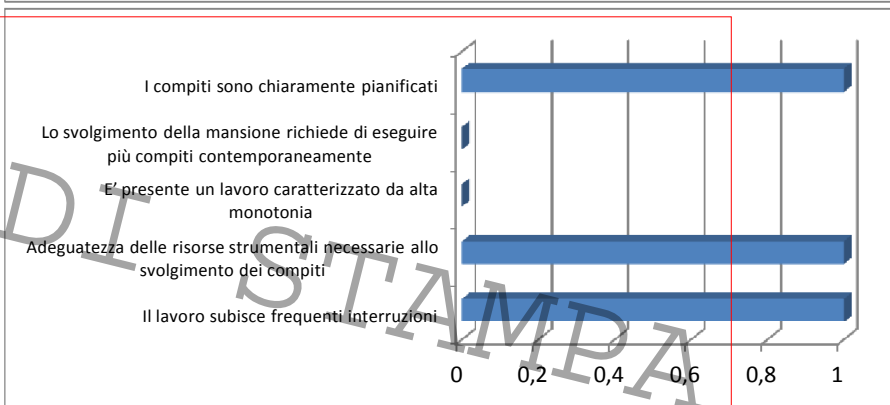 I compiti sono chiaramente pianificati
Lo svolgimento della mansione richiede di eseguire
più compiti contemporaneamente
E' presente un lavoro caratterizzato da alta
monotonia
Adeguatezza delle risorse strumentali necessarie allo
svolgimento dei compiti
Il lavoro subisce frequenti interruzioni
0 0,2 0,4 0,6 0,8 1
DI STAMPA